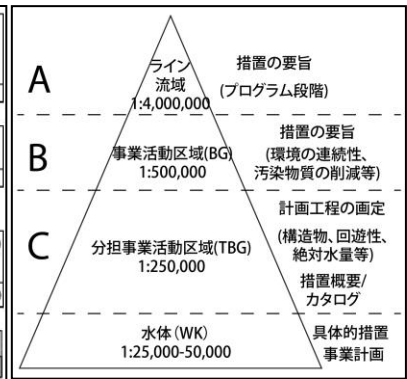 A
ライン
流域
1:4,000,000
措置の要旨
(プログラム段階)
B
事業活動区域(BG)
1:500,000
措置の要旨
(環境の連続性、
汚染物質の削減等)
C
分担事業活動区域(TBG)
1:250,000
計画工程の画定
(構造物、回遊性、
絶対水量等)
措置概要/
カタログ
水体(WK)
1:25,000-50,000
具体的措置
事業計画